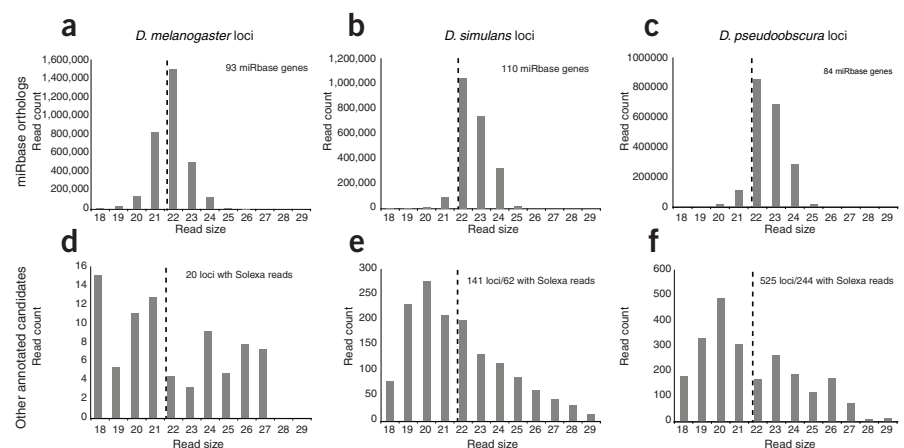 a
D. melanogaster loci
93 miRbase genes
miRbase orthologs
Read count
1,600,000
1,400,000
1,200,000
1,000,000
800,000
600,000
400,000
200,000
0
18 19 20 21 22 23 24 25 26 27 28 29
Read size
b
D. simulans loci
110 miRbase genes
Read count
1,200,000
1,000,000
800,000
600,000
400,000
200,000
0
18 19 20 21 22 23 24 25 26 27 28 29
Read size
c
D. pseudoobscura loci
84 miRbase genes
Read count
1000000
800000
600000
400000
200000
0
18 19 20 21 22 23 24 25 26 27 28 29
Read size
d
20 loci wth Solexa reads
Other annotated candidates
Read count
16
14
12
10
8
6
4
2
0
18 19 20 21 22 23 24 25 26 27 28 29
Read size
e
141 loci/62 with Solexa reads
Read count
300
250
200
150
100
50
0
18 19 20 21 22 23 24 25 26 27 28 29
Read size
f
525 loci/244 with Solexa reads
Read count
600
500
400
300
200
100
0
18 19 20 21 22 23 24 25 26 27 28 29
Read size